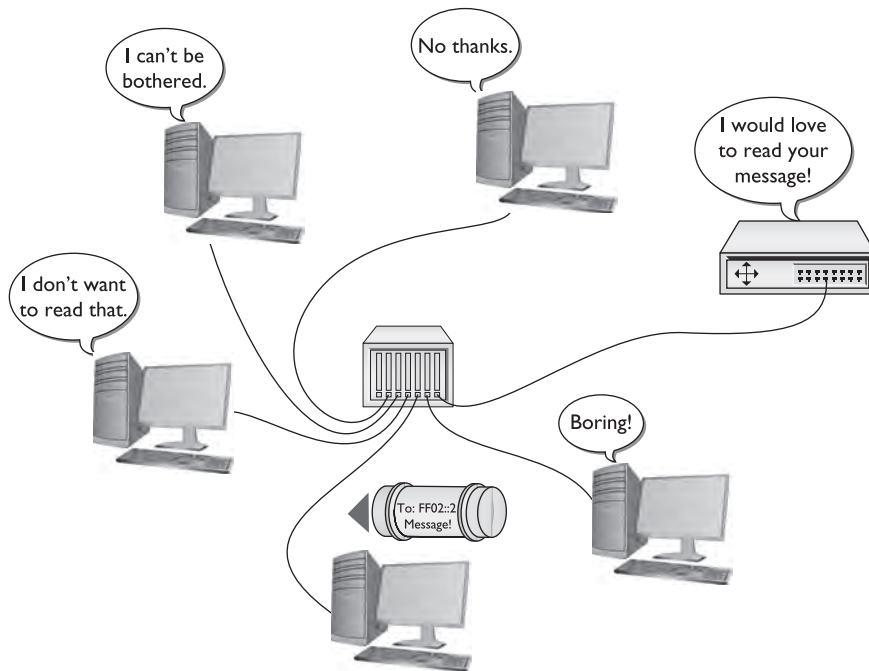 I can't be
bothered.
No thanks.
I would love
to read your
message!
I don't want
to read that.
Boring!
To: FF02::2
Message!